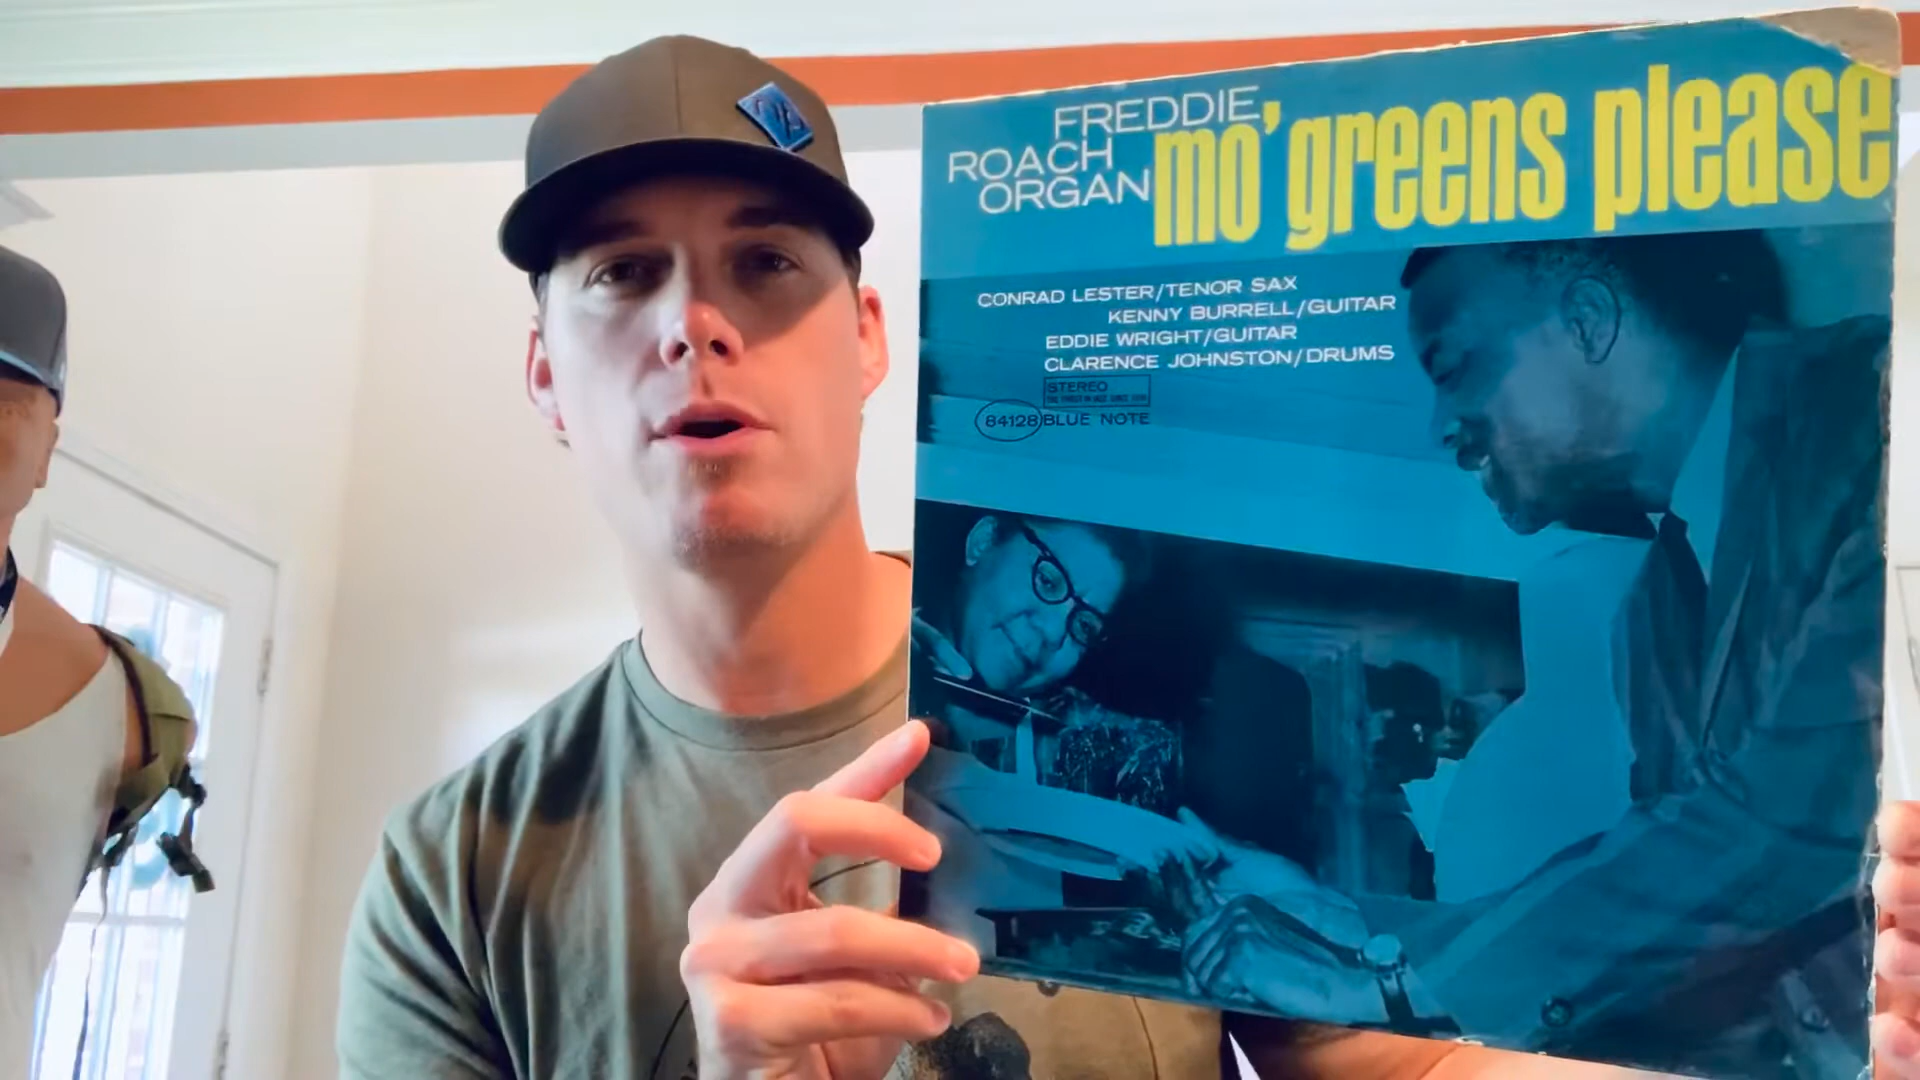 FREDDIE
ROACH
ORGAN
mo' greens please
CONRAD LESTER/TENOR SAX
KENNY BURRELL/GUITAR
EDDIE WRIGHT/GUITAR
CLARENCE JOHNSTON/DRUMS
STEREO
84128 BLUE NOTE